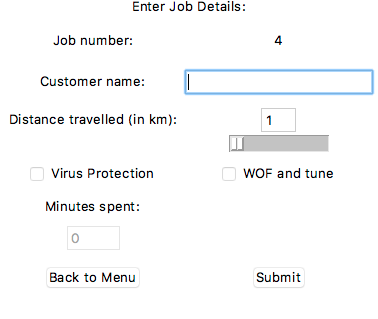 Enter Job Details:
Job number: 4
Customer name:
Distance travelled (in km): 1
Virus Protection WOF and tune
Minutes spent:
0
Back to Menu Submit